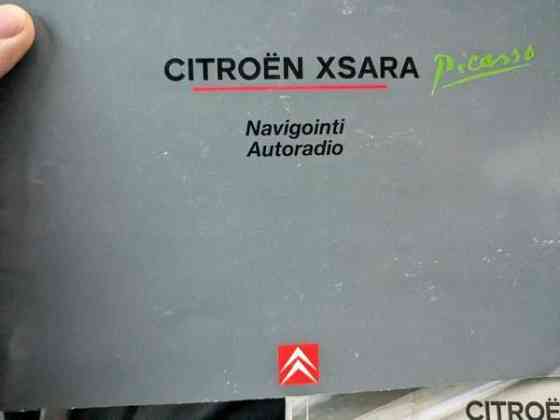 CITROËN XSARA Picasso
Navigointi
Autoradio
CITROË